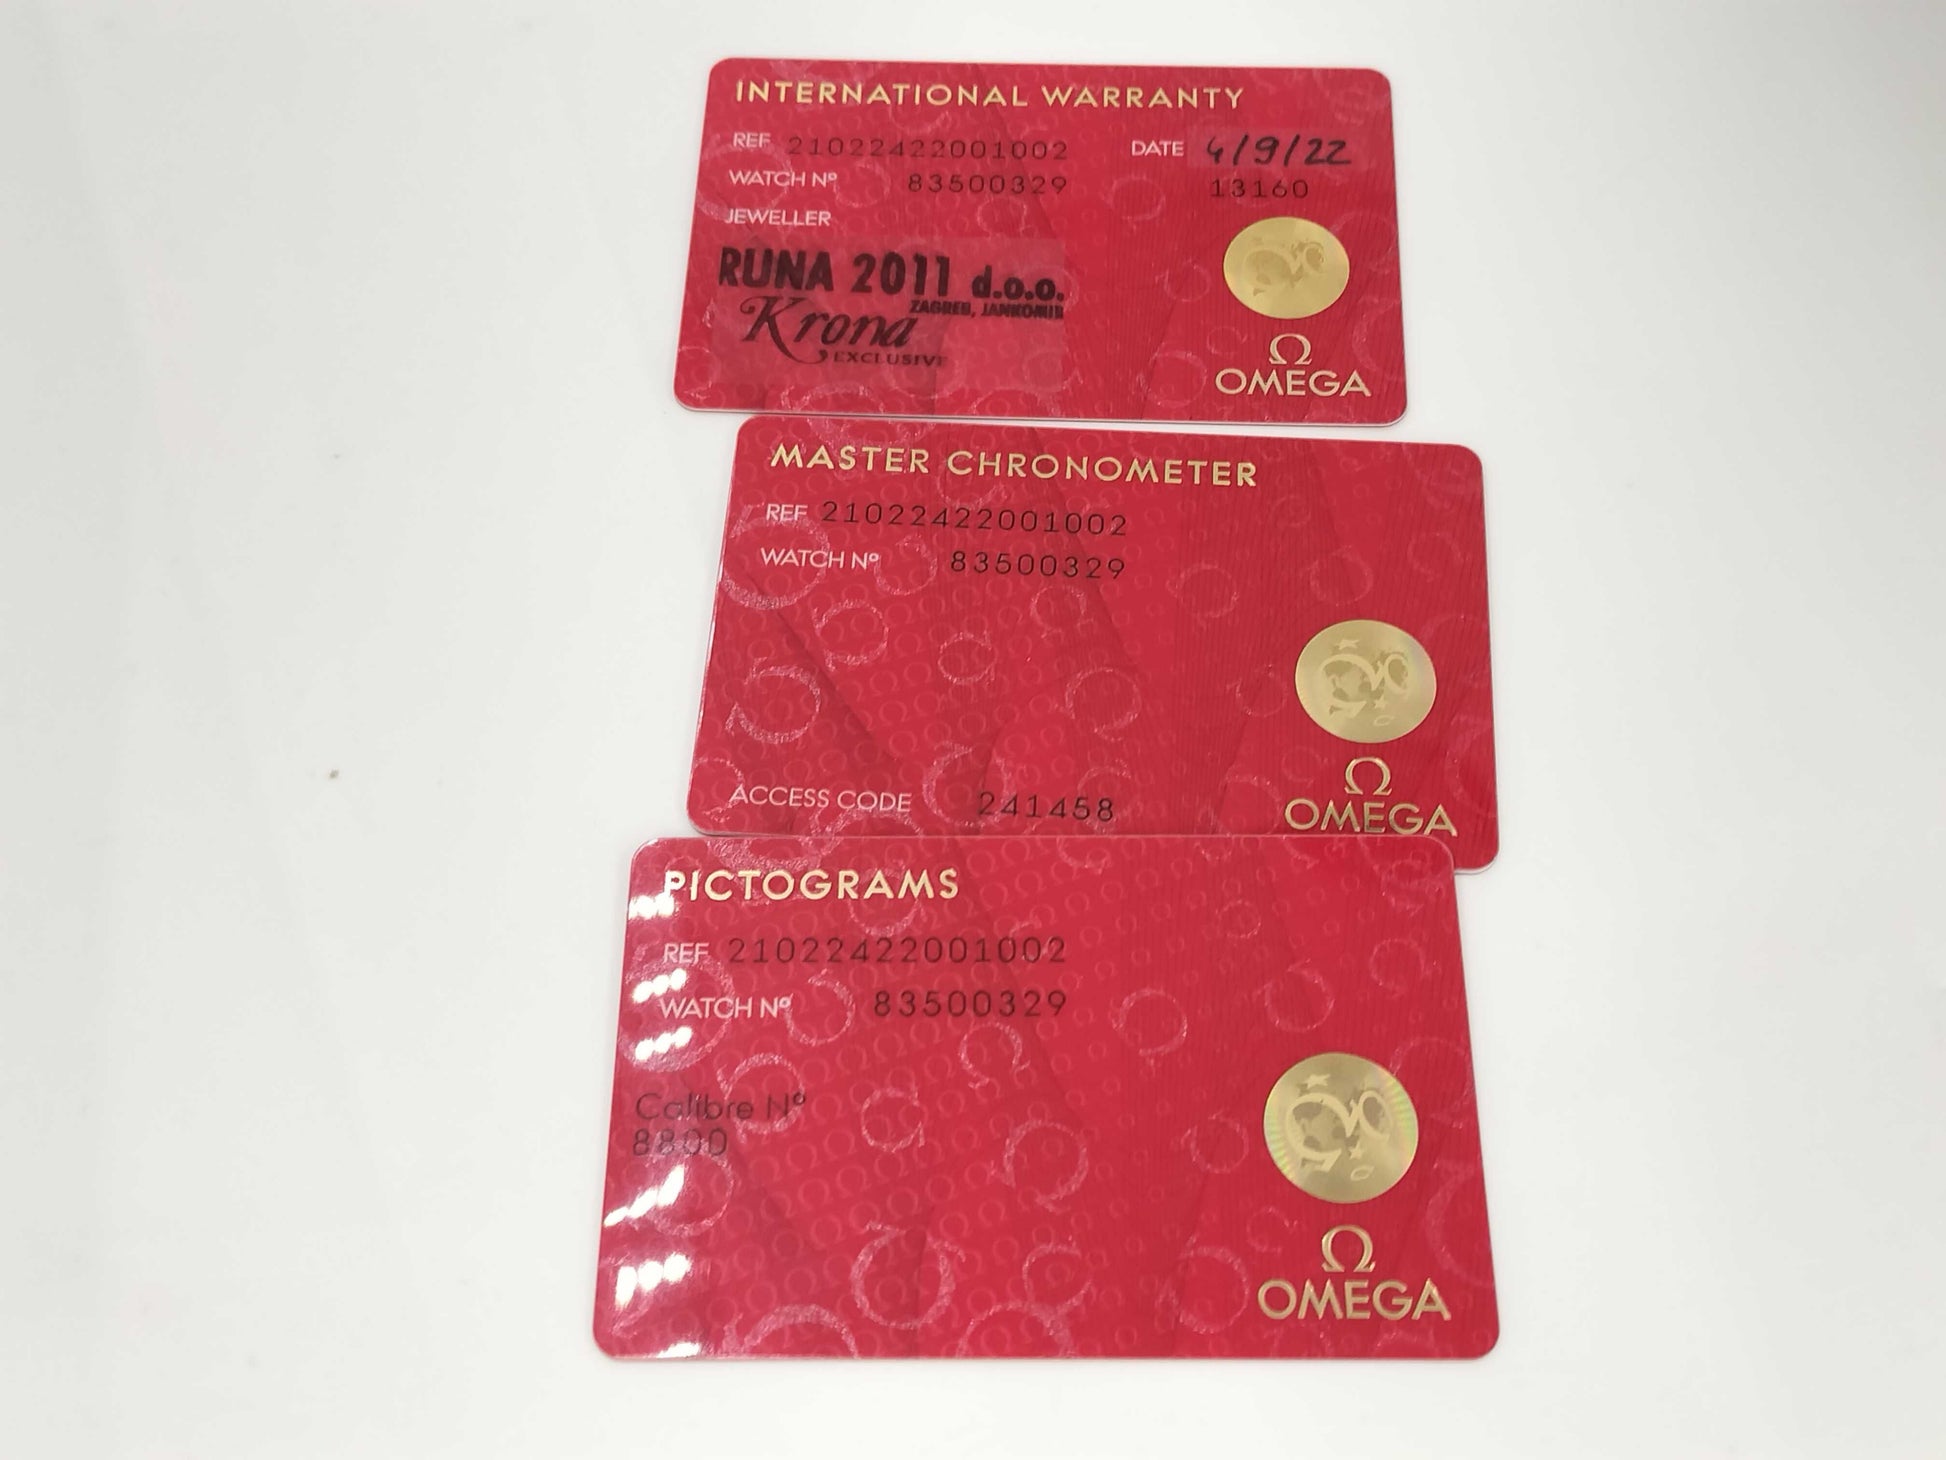 INTERNATIONAL WARRANTY
REF 21022422001002 DATE 4/9/22
WATCH Nº 83500329 13160
JEWELLER
RUNA 2011 d.o.o.
ZAGREB, JANKOMIR
Krona
EXCLUSIVE
Ω
OMEGA
MASTER CHRONOMETER
REF 21022422001002
WATCH Nº 83500329
Ω
ACCESS CODE 241458 OMEGA
PICTOGRAMS
REF 21022422001002
WATCH Nº 83500329
Calibre Nº
8800
Ω
OMEGA